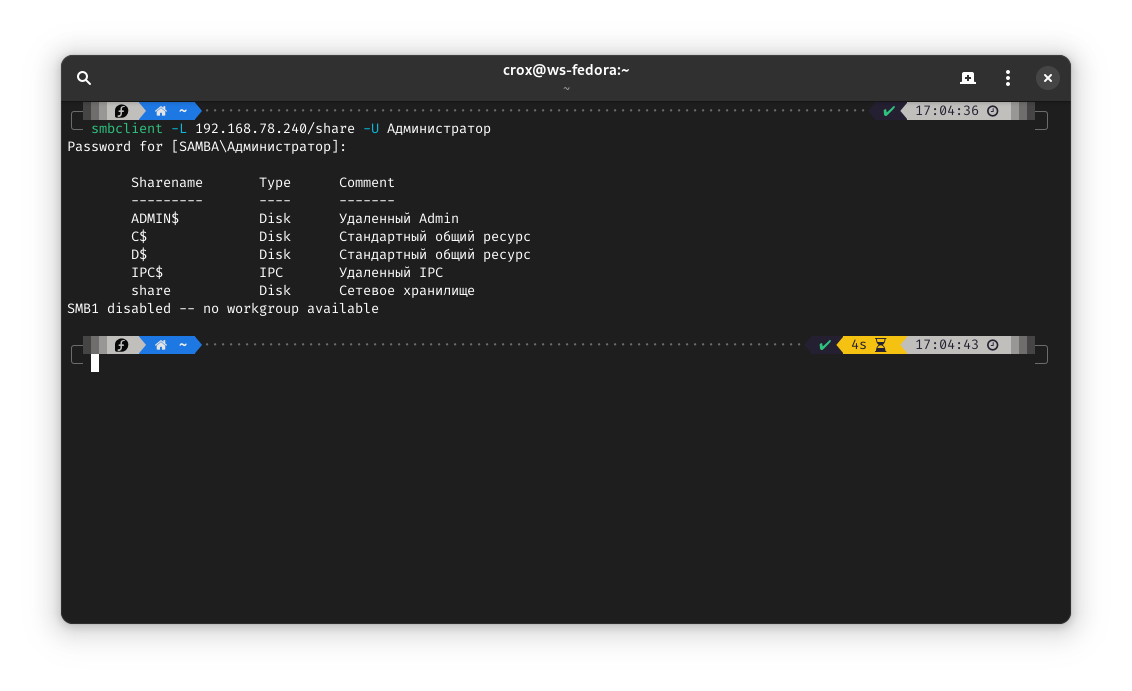 crox@ws-fedora:~
~
~ 17:04:36
smbclient -L 192.168.78.240/share -U Администратор
Password for [SAMBA\Администратор]:
Sharename Type Comment
--------- ---- -------
ADMIN$ Disk Удаленный Admin
C$ Disk Стандартный общий ресурс
D$ Disk Стандартный общий ресурс
IPC$ IPC Удаленный IPC
share Disk Сетевое хранилище
SMB1 disabled -- no workgroup available
~ ✔ 4s 17:04:43